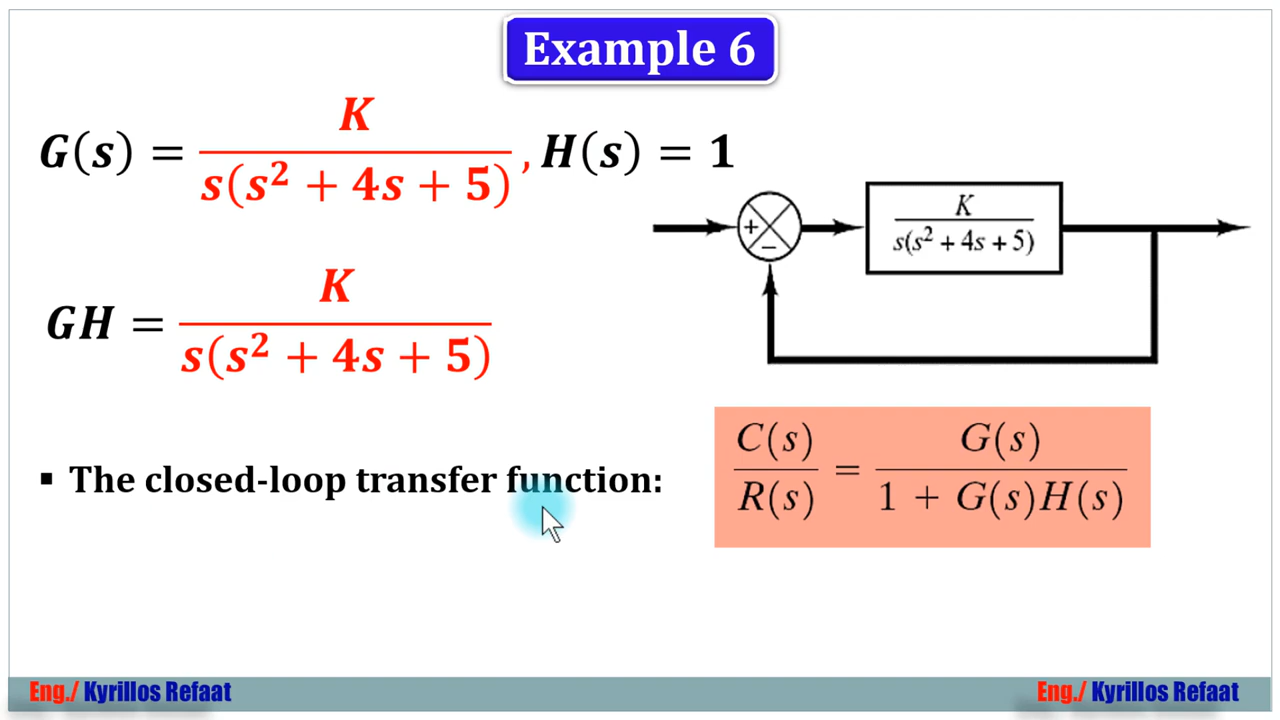 Example 6
G(s) = K / s(s² + 4s + 5) , H(s) = 1
+
−
K / s(s² + 4s + 5)
GH = K / s(s² + 4s + 5)
▪ The closed-loop transfer function:
C(s) / R(s) = G(s) / 1 + G(s)H(s)
Eng./ Kyrillos Refaat
Eng./ Kyrillos Refaat